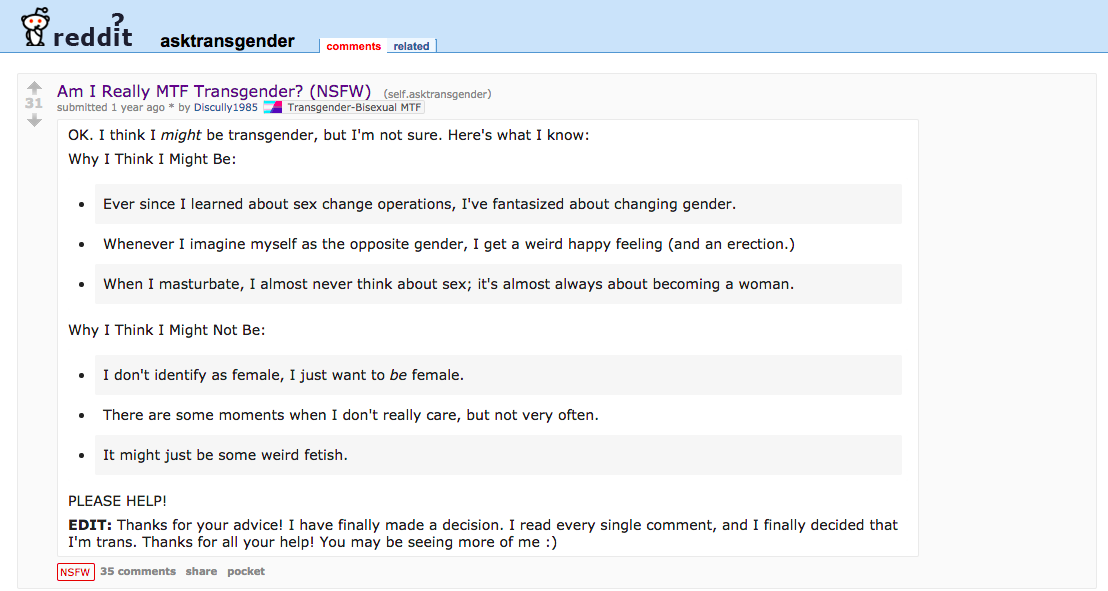 reddit ? asktransgender comments related
Am I Really MTF Transgender? (NSFW) (self.asktransgender)
31
submitted 1 year ago * by Discully1985 Transgender-Bisexual MTF
OK. I think I might be transgender, but I'm not sure. Here's what I know:
Why I Think I Might Be:
• Ever since I learned about sex change operations, I've fantasized about changing gender.
• Whenever I imagine myself as the opposite gender, I get a weird happy feeling (and an erection.)
• When I masturbate, I almost never think about sex; it's almost always about becoming a woman.
Why I Think I Might Not Be:
• I don't identify as female, I just want to be female.
• There are some moments when I don't really care, but not very often.
• It might just be some weird fetish.
PLEASE HELP!
EDIT: Thanks for your advice! I have finally made a decision. I read every single comment, and I finally decided that
I'm trans. Thanks for all your help! You may be seeing more of me :)
NSFW 35 comments share pocket